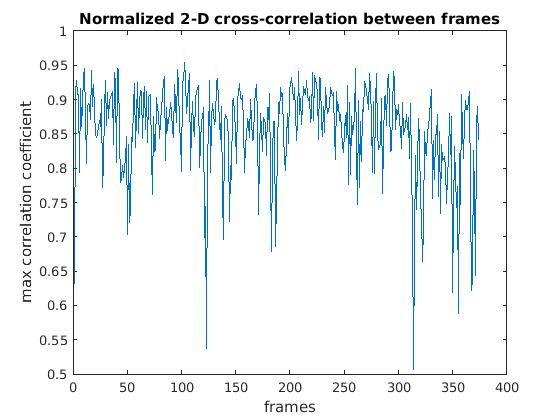 Normalized 2-D cross-correlation between frames
1
0.95
0.9
0.85
0.8
0.75
0.7
0.65
0.6
0.55
0.5
max correlation coefficient
0 50 100 150 200 250 300 350 400
frames